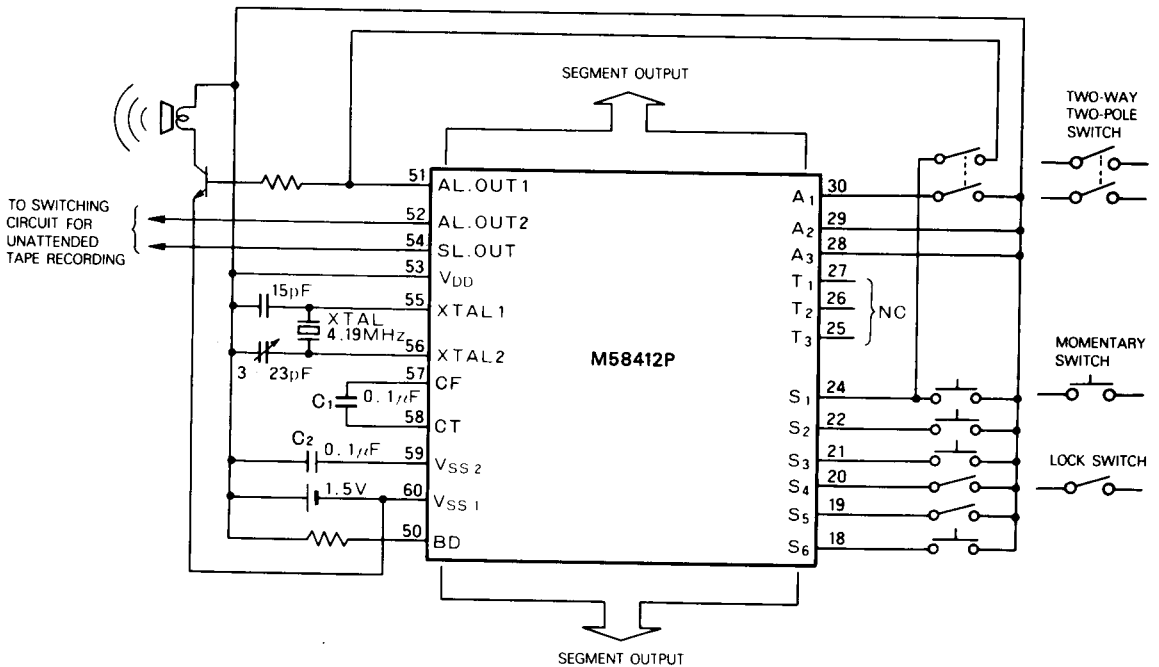 SEGMENT OUTPUT
TWO-WAY
TWO-POLE
SWITCH
TO SWITCHING
CIRCUIT FOR
UNATTENDED
TAPE RECORDING
51
AL.OUT1
52
AL.OUT2
54
SL.OUT
53
VDD
15pF
55
XTAL1
XTAL
4.19MHz
56
XTAL2
3 23pF
57
CF
C1 0.1μF
58
CT
C2 0.1μF
59
VSS2
1.5V
60
VSS1
50
BD
M58412P
A1 30
A2 29
A3 28
T1 27
T2 26
T3 25
NC
S1 24
S2 22
S3 21
S4 20
S5 19
S6 18
MOMENTARY
SWITCH
LOCK SWITCH
SEGMENT OUTPUT